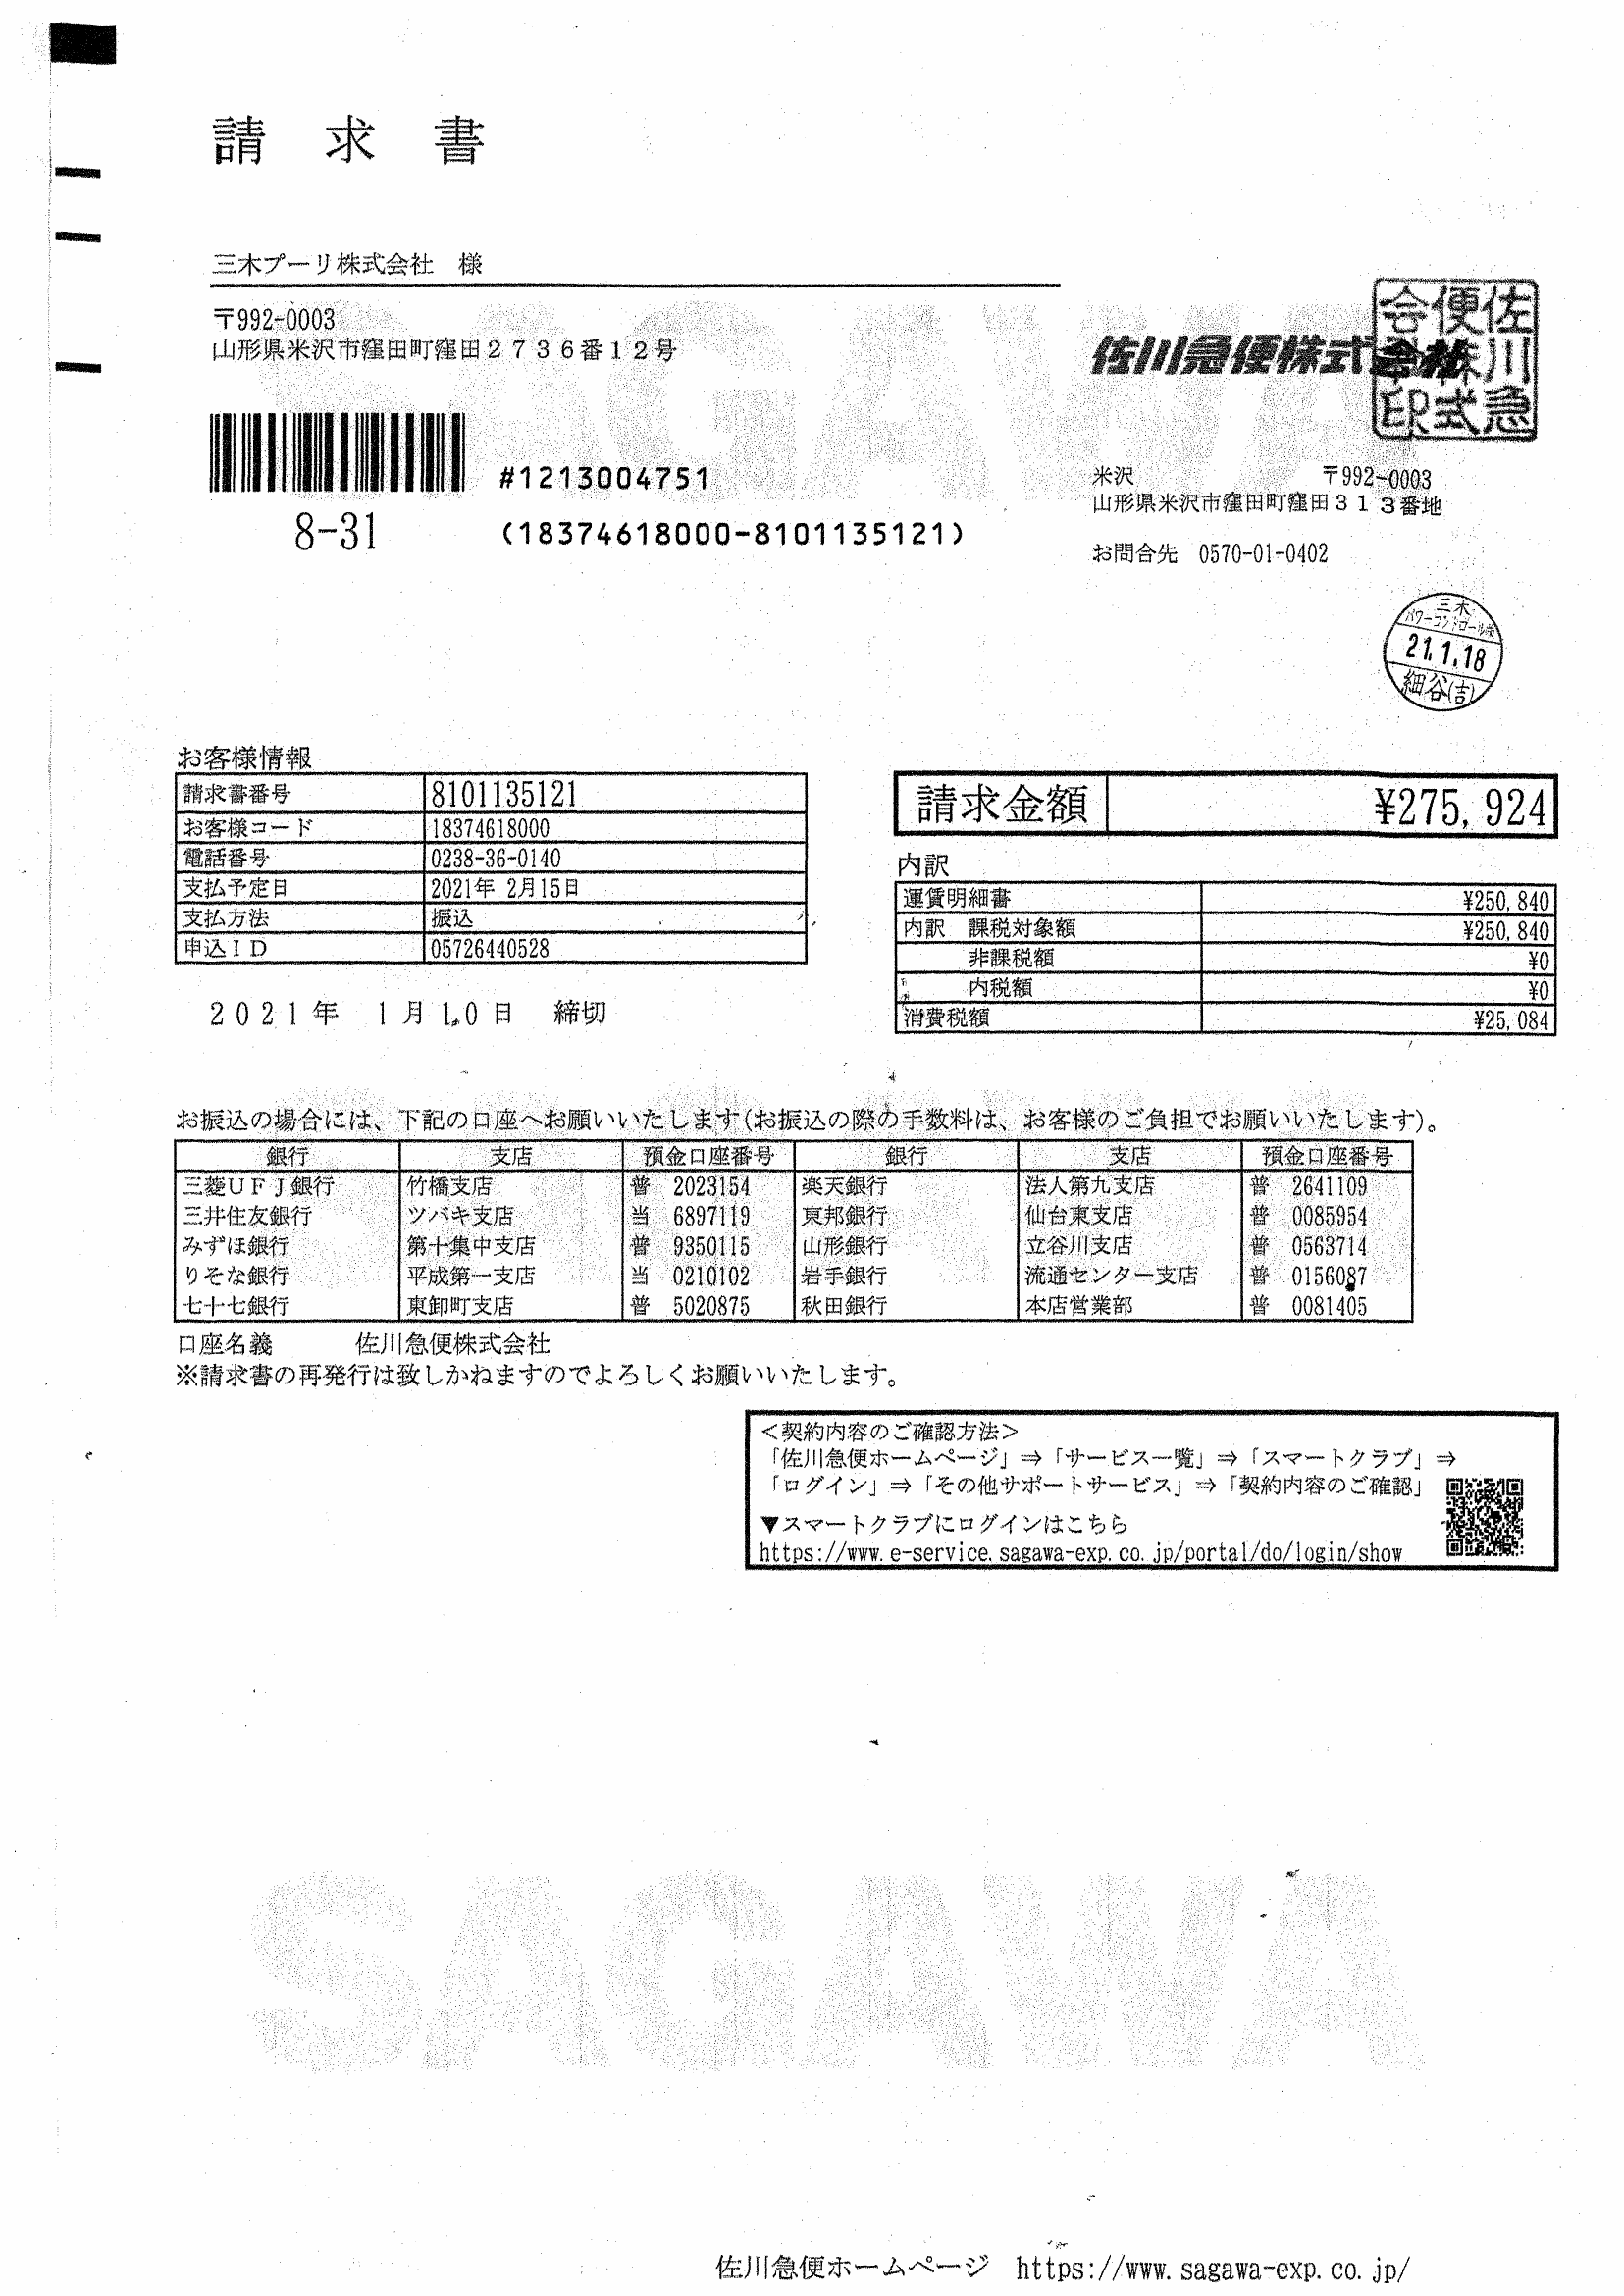 請 求 書
三木プーリ株式会社 様
〒992-0003
山形県米沢市窪田町窪田2736番12号
佐川急便株式会社
佐川急便株式会社印
#1213004751
8-31
(18374618000-8101135121)
米沢 〒992-0003
山形県米沢市窪田町窪田313番地
お問合先 0570-01-0402
三木
パワーコントロール
21.1.18
細谷(吉)
お客様情報
請求書番号 8101135121
お客様コード 18374618000
電話番号 0238-36-0140
支払予定日 2021年 2月15日
支払方法 振込
申込ID 05726440528
2021年 1月10日 締切
請求金額 ¥275,924
内訳
運賃明細書 ¥250,840
内訳 課税対象額 ¥250,840
非課税額 ¥0
内税額 ¥0
消費税額 ¥25,084
お振込の場合には、下記の口座へお願いいたします(お振込の際の手数料は、お客様のご負担でお願いいたします)。
銀行 支店 預金口座番号 銀行 支店 預金口座番号
三菱UFJ銀行 竹橋支店 普 2023154 楽天銀行 法人第九支店 普 2641109
三井住友銀行 ツバキ支店 当 6897119 東邦銀行 仙台東支店 普 0085954
みずほ銀行 第十集中支店 普 9350115 山形銀行 立谷川支店 普 0563714
りそな銀行 平成第一支店 当 0210102 岩手銀行 流通センター支店 普 0156087
七十七銀行 東卸町支店 普 5020875 秋田銀行 本店営業部 普 0081405
口座名義 佐川急便株式会社
※請求書の再発行は致しかねますのでよろしくお願いいたします。
<契約内容のご確認方法>
「佐川急便ホームページ」⇒「サービス一覧」⇒「スマートクラブ」⇒
「ログイン」⇒「その他サポートサービス」⇒「契約内容のご確認」
▼スマートクラブにログインはこちら
https://www.e-service.sagawa-exp.co.jp/portal/do/login/show
SAGAWA
佐川急便ホームページ https://www.sagawa-exp.co.jp/